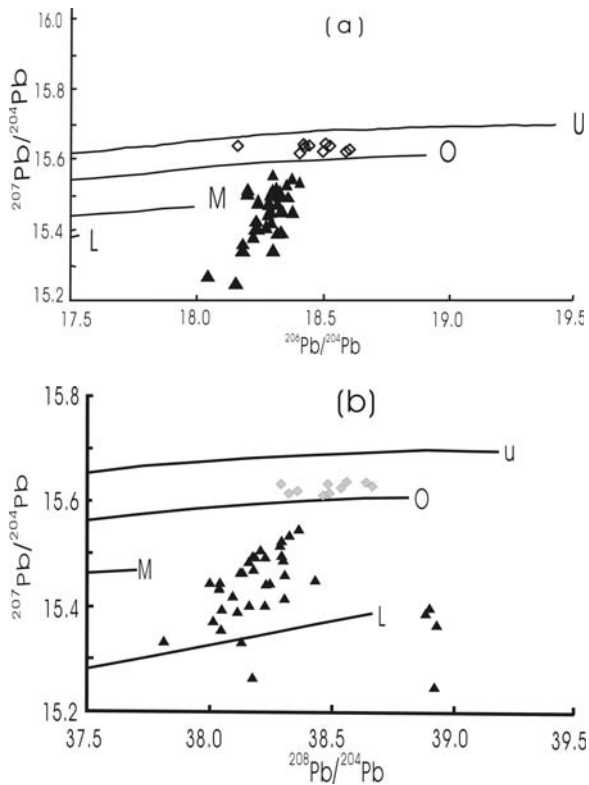 (a)
16.0
15.8
15.6
15.4
15.2
²⁰⁷Pb/²⁰⁴Pb
U
O
M
L
17.5 18.0 18.5 19.0 19.5
²⁰⁶Pb/²⁰⁴Pb
(b)
15.8
15.6
15.4
15.2
²⁰⁷Pb/²⁰⁴Pb
u
O
M
L
37.5 38.0 38.5 39.0 39.5
²⁰⁸Pb/²⁰⁴Pb